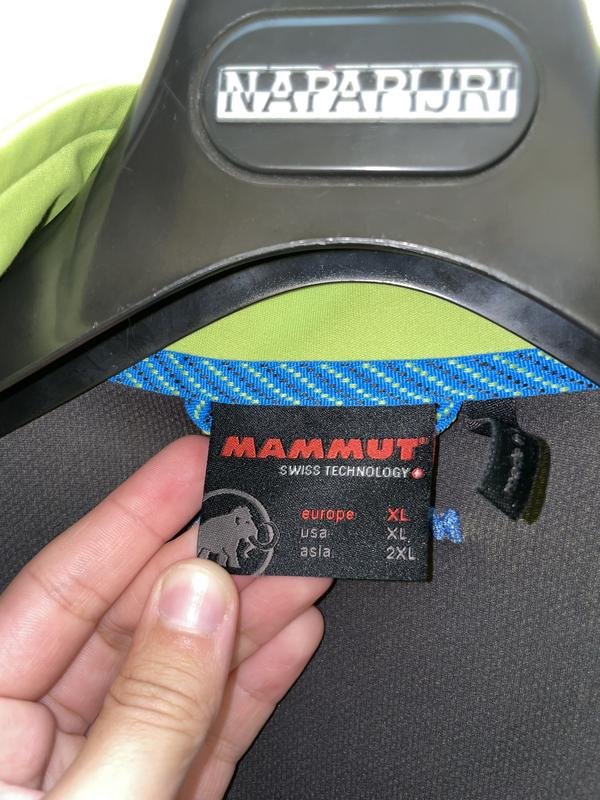 NAPAPIJRI
MAMMUT
SWISS TECHNOLOGY
europe XL
usa XL
asia 2XL